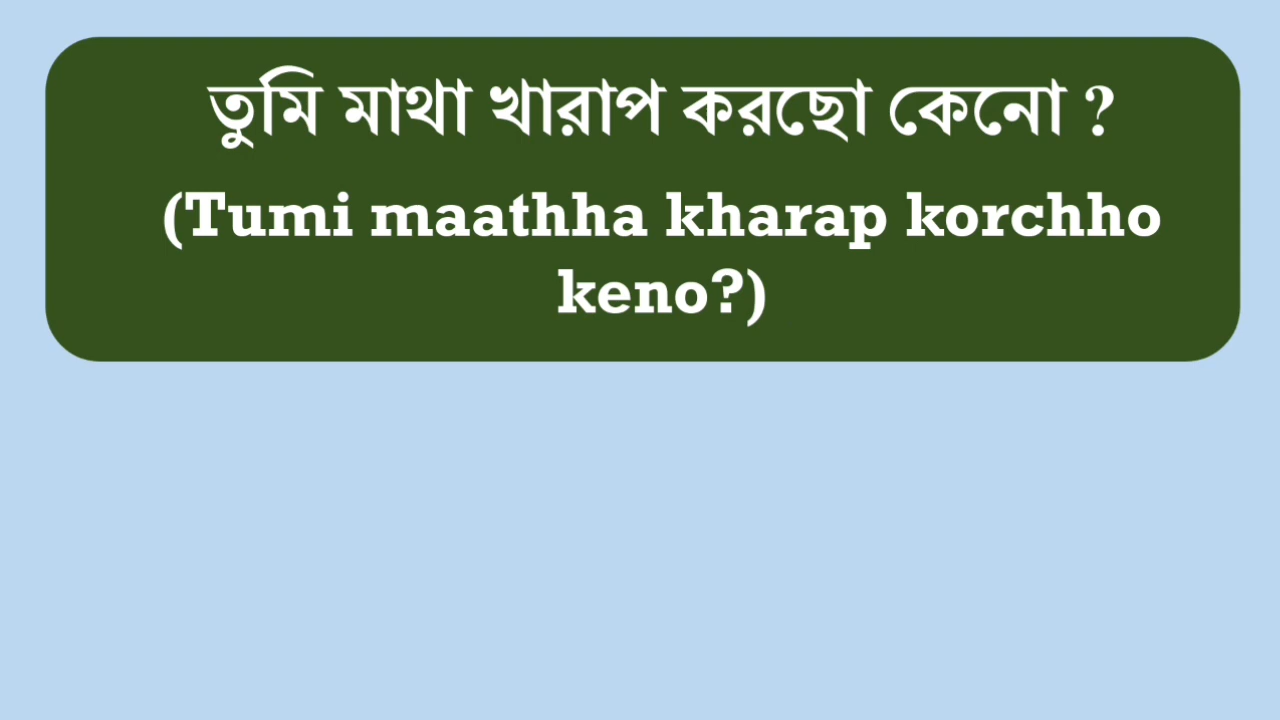 তুমি মাথা খারাপ করছো কেনো ?
(Tumi maathha kharap korchho
keno?)